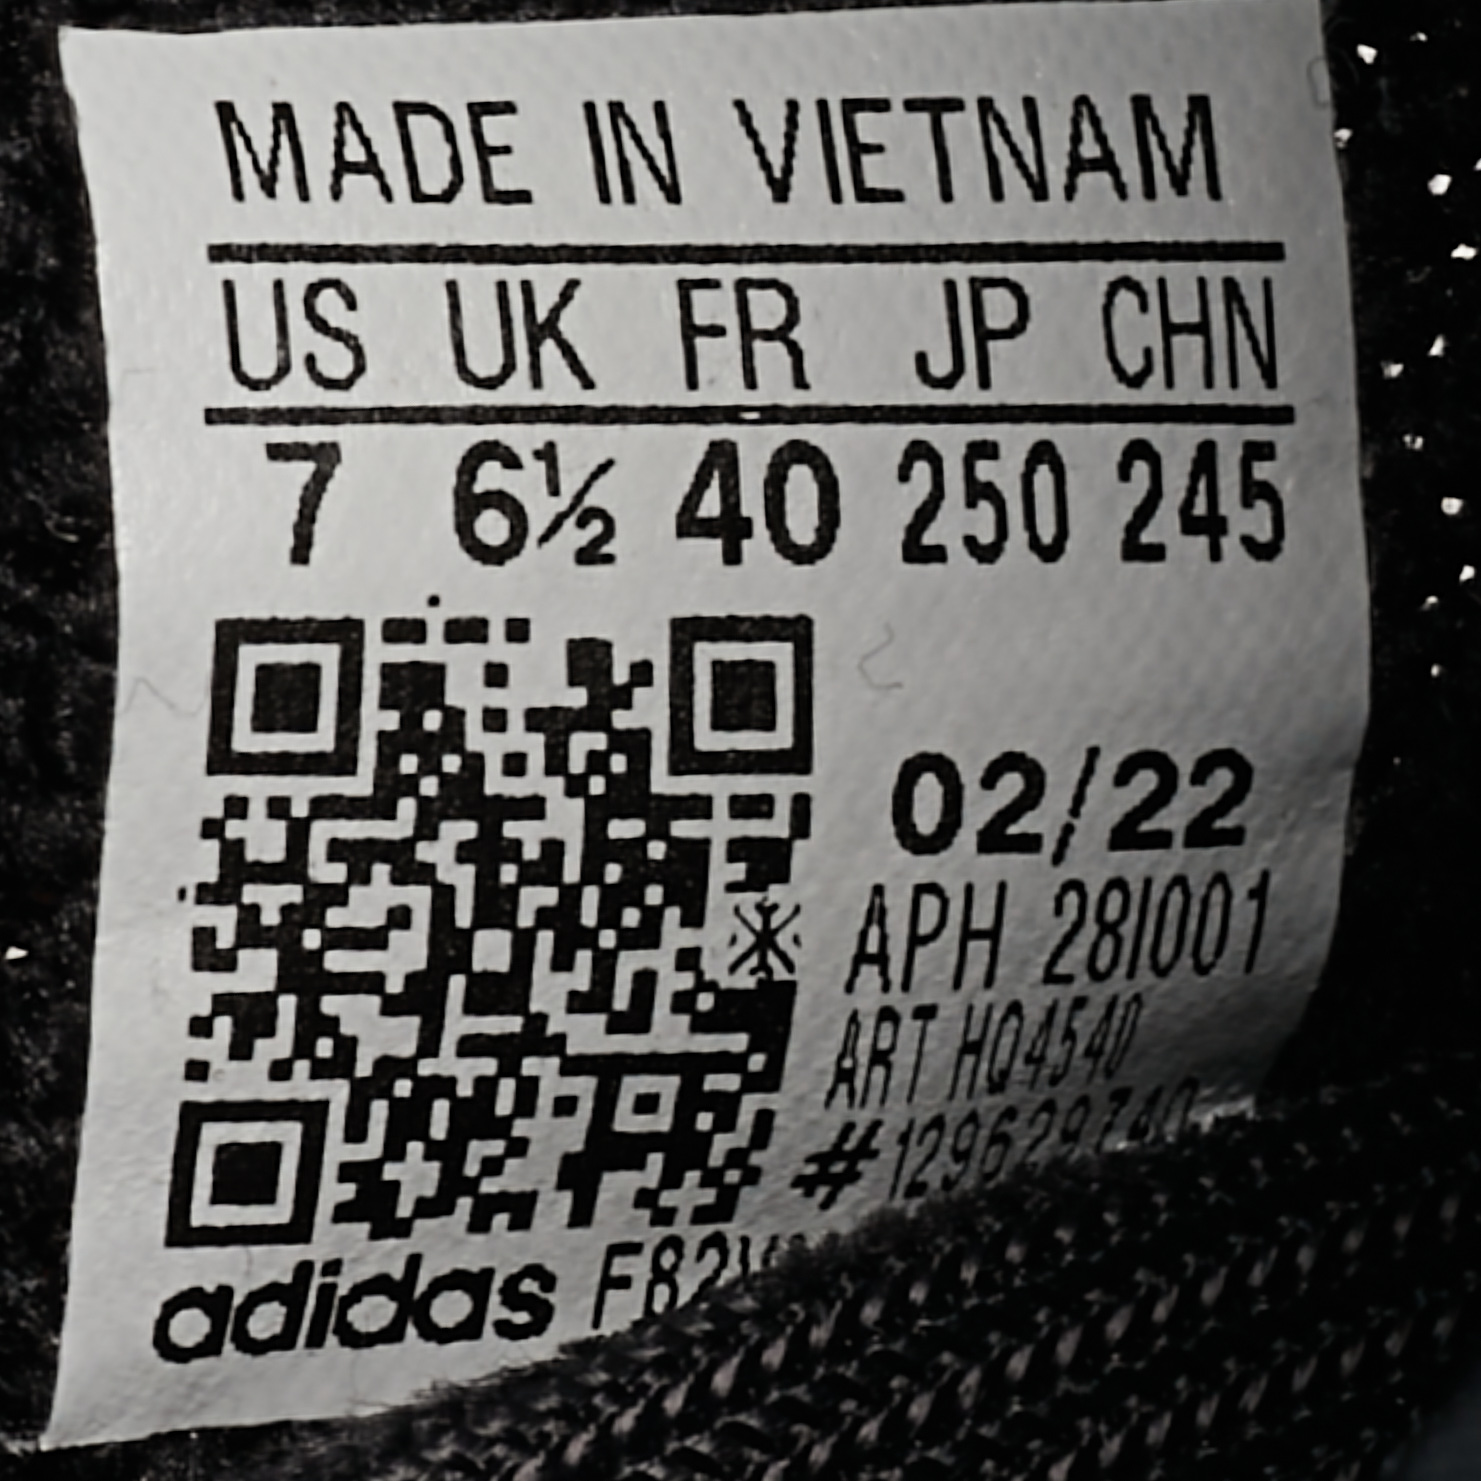 MADE IN VIETNAM
US UK FR JP CHN
7 6½ 40 250 245
02/22
APH 28I001
ART HQ4540
adidas